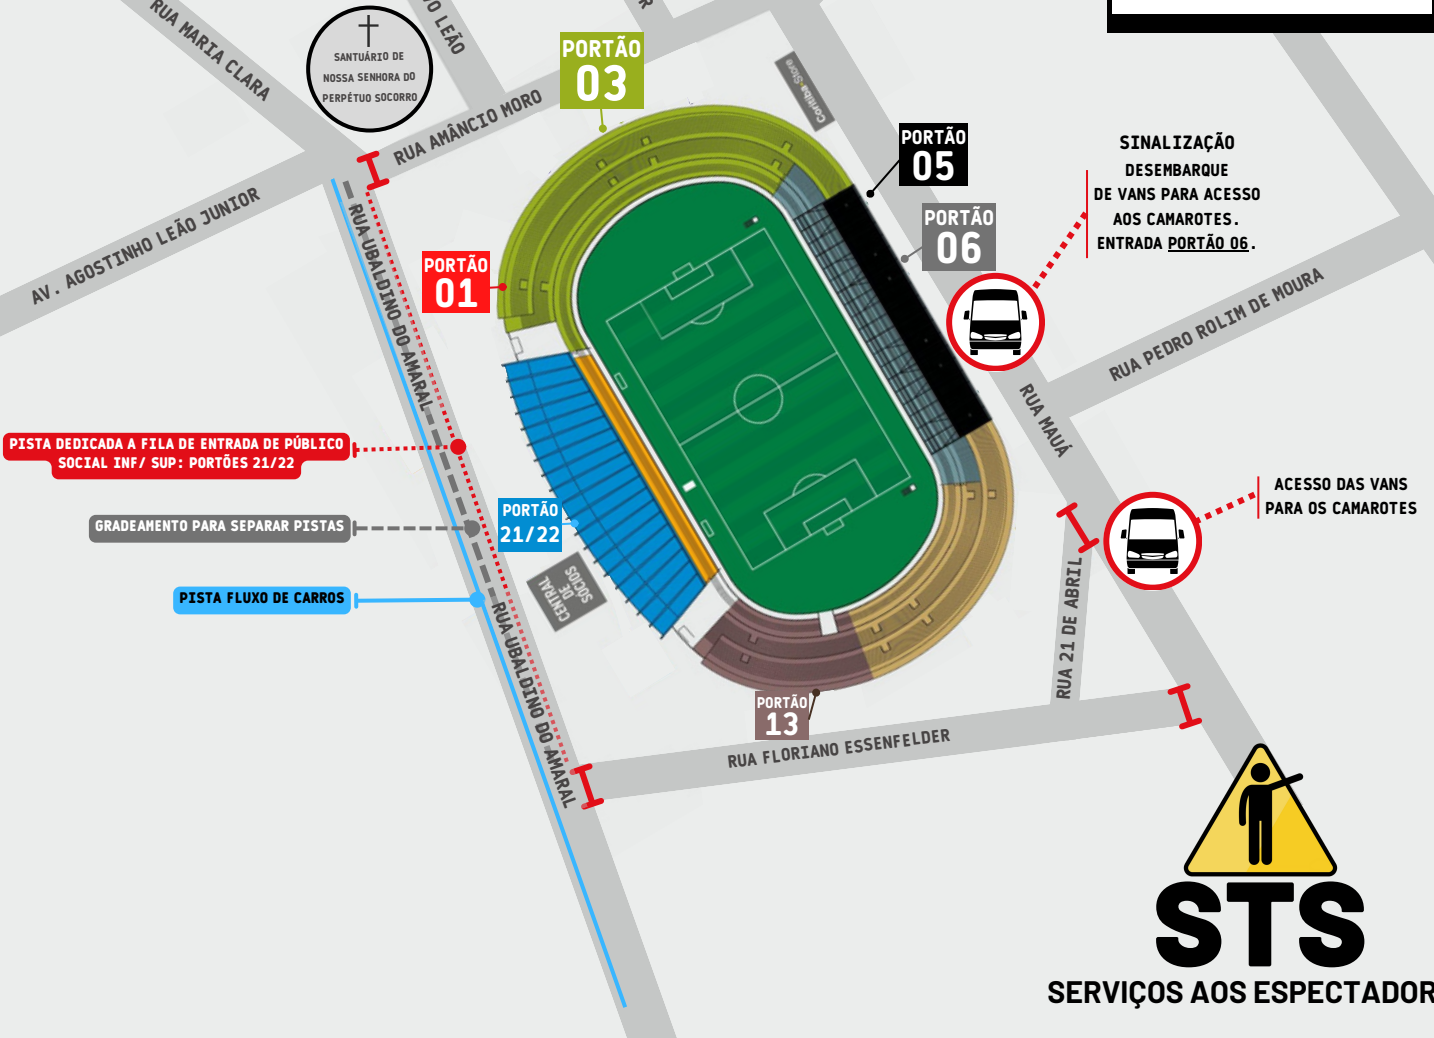 RUA MARIA CLARA
DO LEÃO
SANTUÁRIO DE
NOSSA SENHORA DO
PERPÉTUO SOCORRO
RUA AMÂNCIO MORO
PORTÃO
03
Coritiba Store
PORTÃO
05
PORTÃO
06
SINALIZAÇÃO
DESEMBARQUE
DE VANS PARA ACESSO
AOS CAMAROTES.
ENTRADA PORTÃO 06.
AV. AGOSTINHO LEÃO JUNIOR
RUA UBALDINO DO AMARAL
PORTÃO
01
RUA PEDRO ROLIM DE MOURA
RUA MAUÁ
PISTA DEDICADA A FILA DE ENTRADA DE PÚBLICO
SOCIAL INF/ SUP: PORTÕES 21/22
GRADEAMENTO PARA SEPARAR PISTAS
PISTA FLUXO DE CARROS
PORTÃO
21/22
CENTRAL
DE
SÓCIOS
ACESSO DAS VANS
PARA OS CAMAROTES
RUA 21 DE ABRIL
RUA UBALDINO DO AMARAL
PORTÃO
13
RUA FLORIANO ESSENFELDER
STS
SERVIÇOS AOS ESPECTADOR